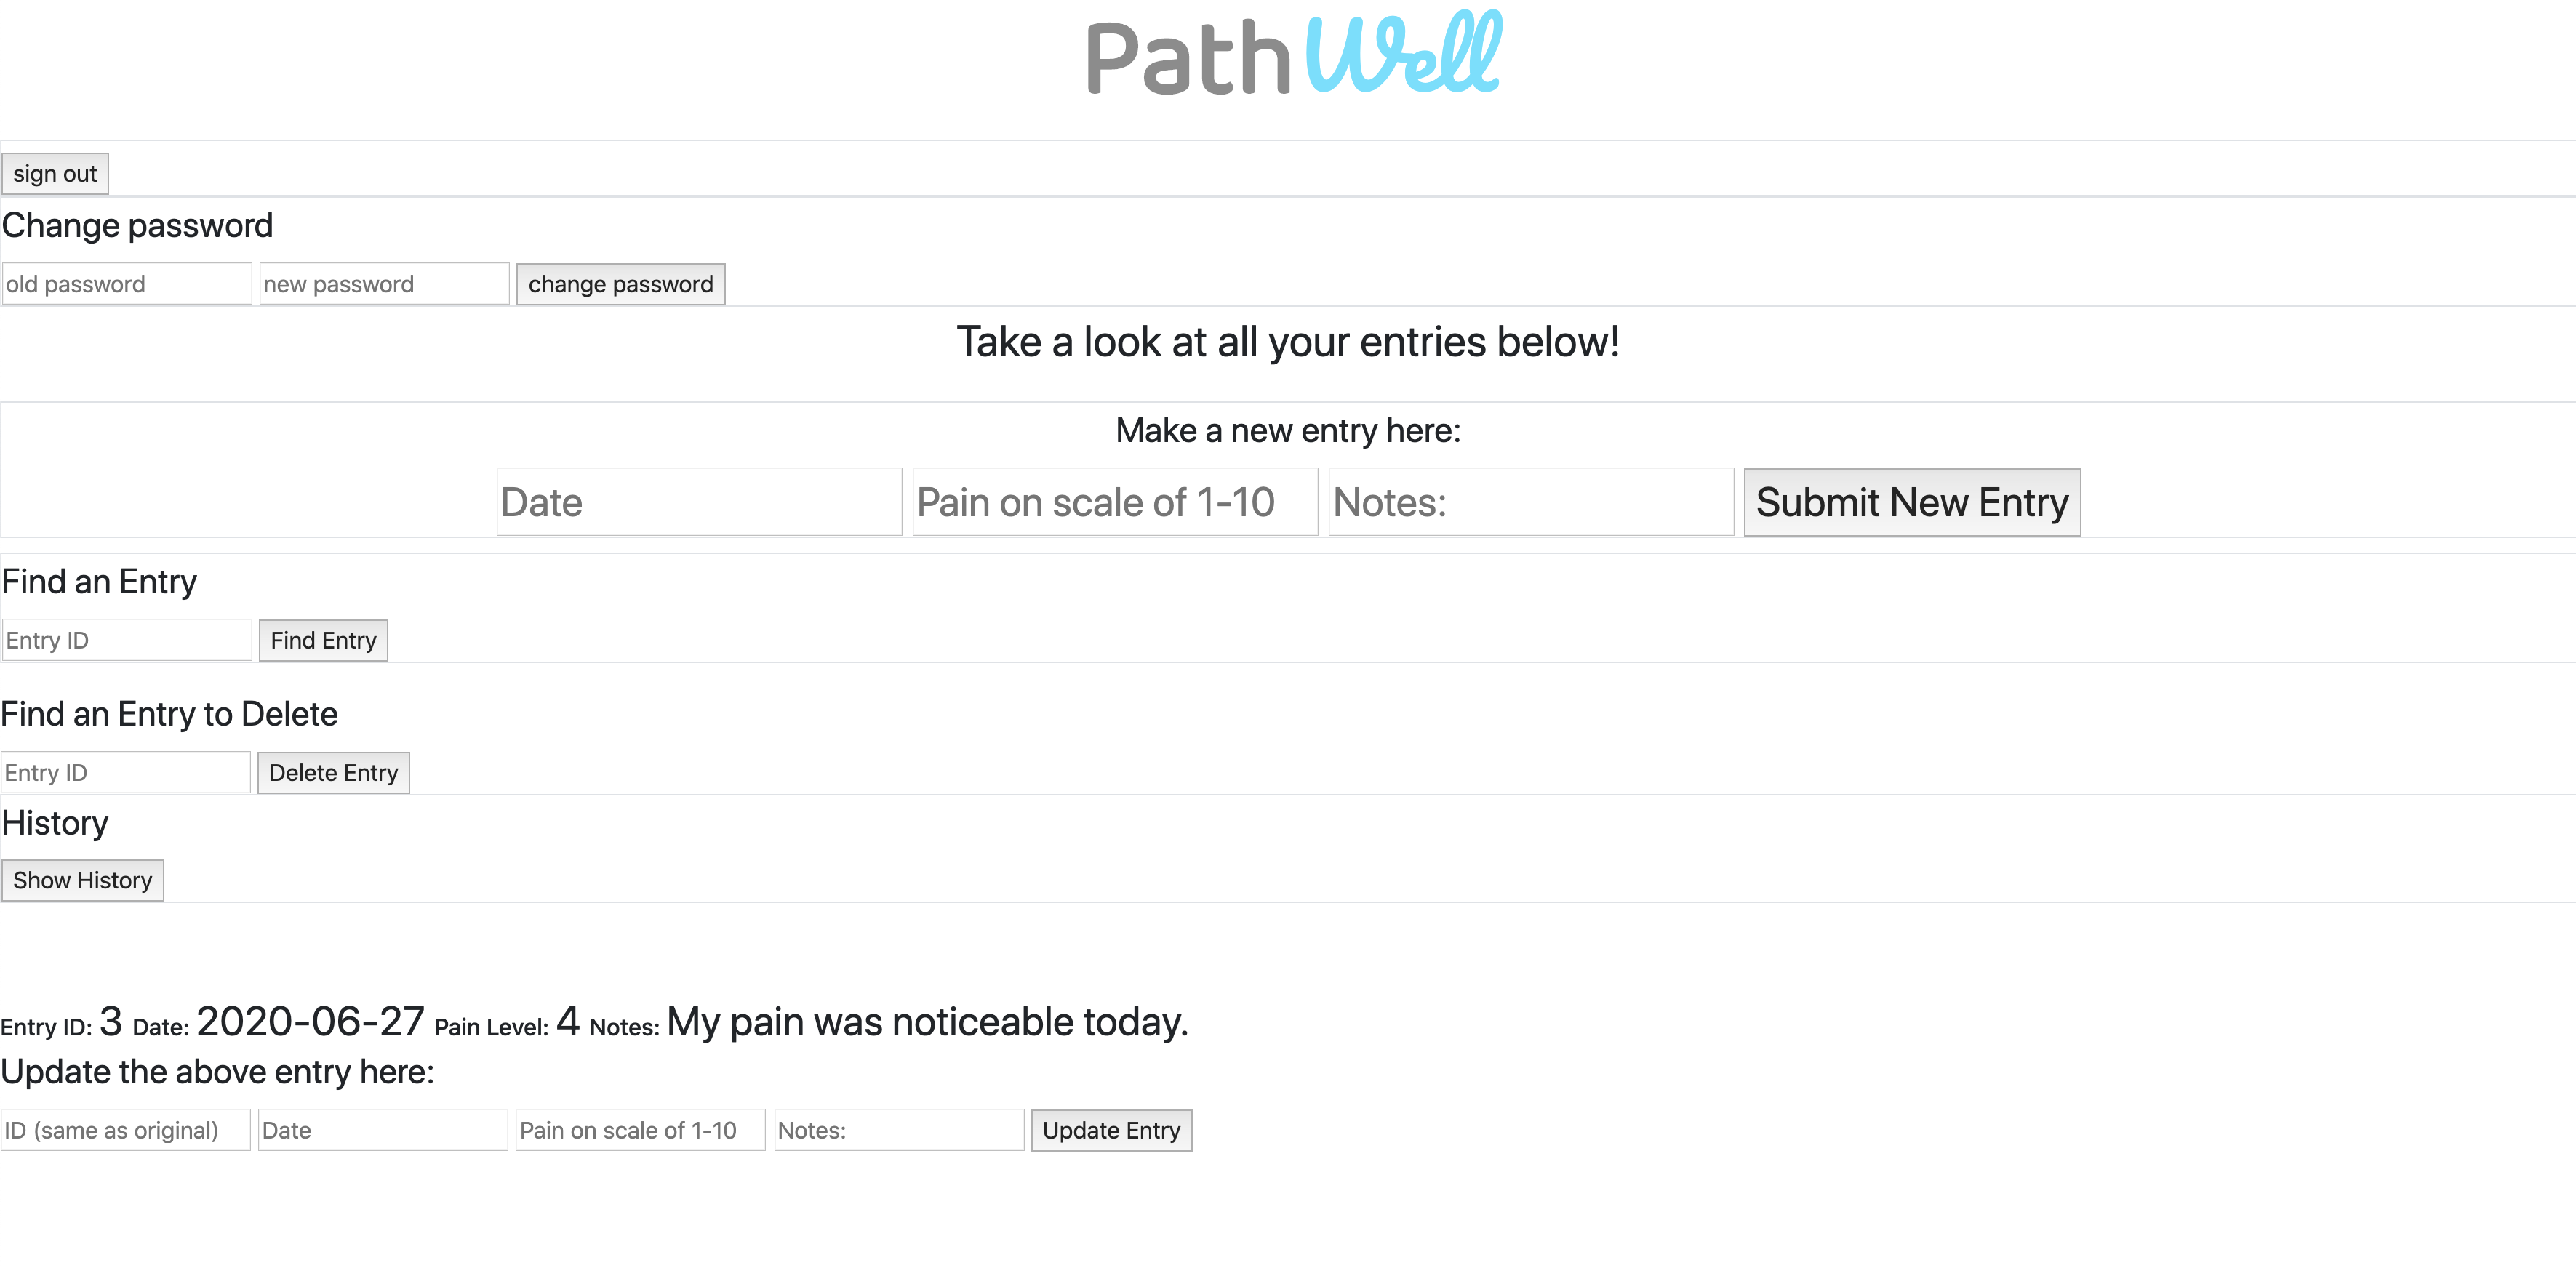 PathWell
sign out
Change password
old password new password change password
Take a look at all your entries below!
Make a new entry here:
Date Pain on scale of 1-10 Notes: Submit New Entry
Find an Entry
Entry ID Find Entry
Find an Entry to Delete
Entry ID Delete Entry
History
Show History
Entry ID: 3 Date: 2020-06-27 Pain Level: 4 Notes: My pain was noticeable today.
Update the above entry here:
ID (same as original) Date Pain on scale of 1-10 Notes: Update Entry